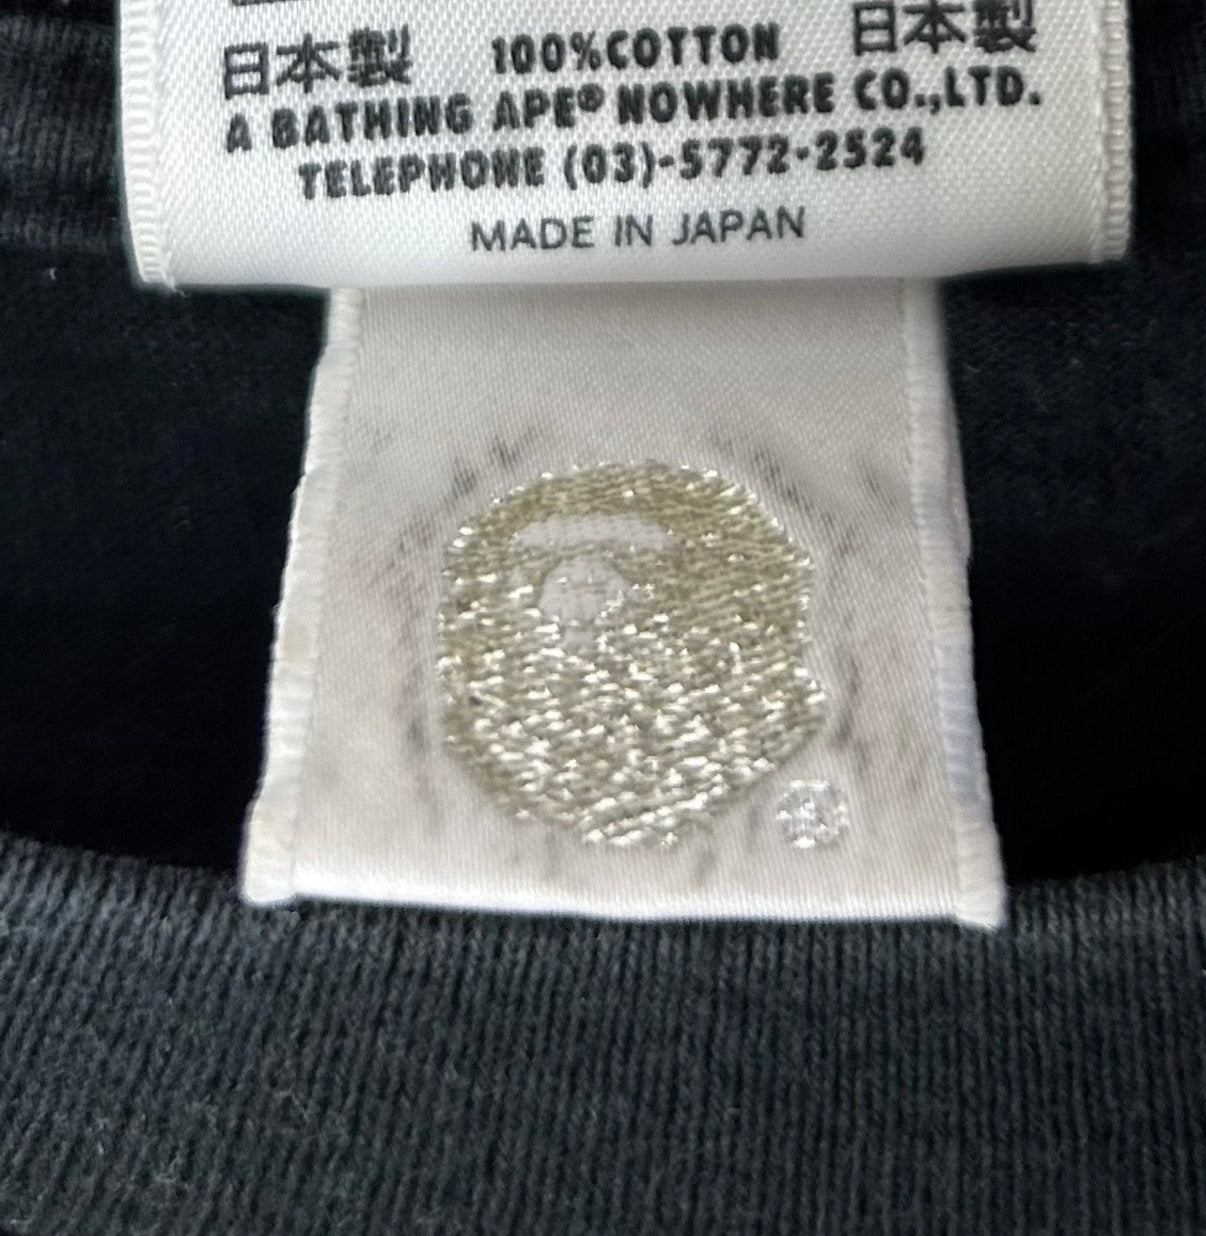 日本製 100%COTTON 日本製
A BATHING APE® NOWHERE CO.,LTD.
TELEPHONE (03)-5772-2524
MADE IN JAPAN